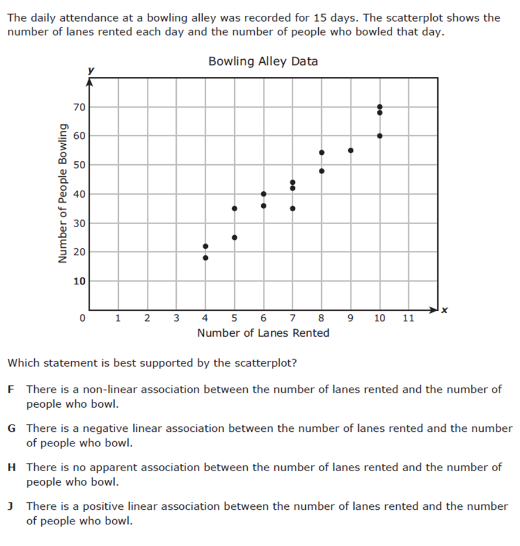 The daily attendance at a bowling alley was recorded for 15 days. The scatterplot shows the
number of lanes rented each day and the number of people who bowled that day.
Bowling Alley Data
y
Number of People Bowling
70
60
50
40
30
20
10
0 1 2 3 4 5 6 7 8 9 10 11 x
Number of Lanes Rented
Which statement is best supported by the scatterplot?
F There is a non-linear association between the number of lanes rented and the number of
people who bowl.
G There is a negative linear association between the number of lanes rented and the number
of people who bowl.
H There is no apparent association between the number of lanes rented and the number of
people who bowl.
J There is a positive linear association between the number of lanes rented and the number
of people who bowl.